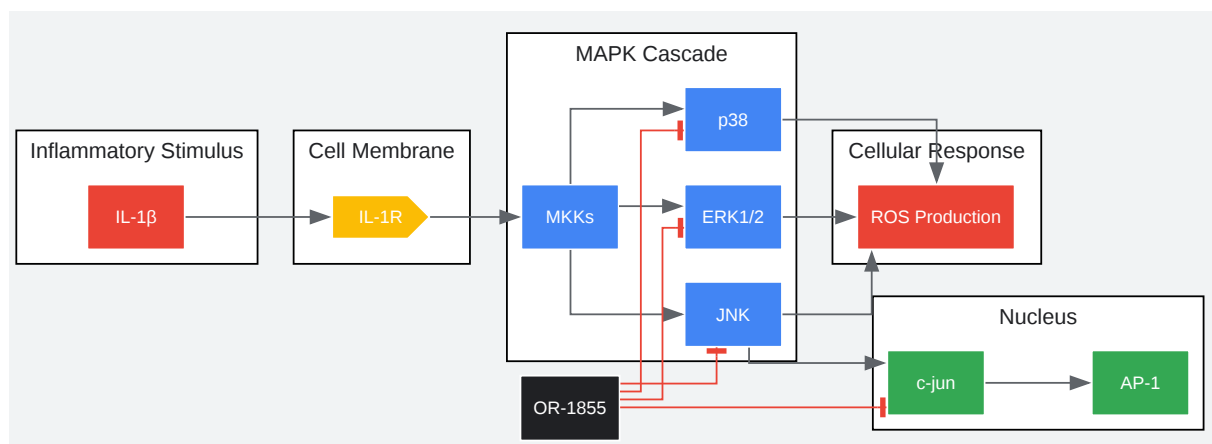 MAPK Cascade
p38
Inflammatory Stimulus
Cell Membrane
Cellular Response
IL-1β
IL-1R
MKKs
ERK1/2
ROS Production
JNK
Nucleus
OR-1855
c-jun
AP-1